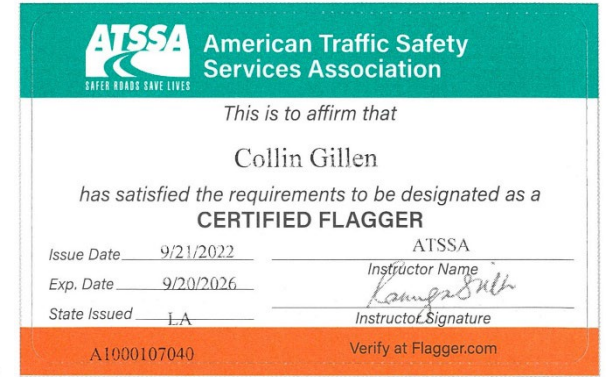 ATSSA
SAFER ROADS SAVE LIVES
American Traffic Safety
Services Association
This is to affirm that
Collin Gillen
has satisfied the requirements to be designated as a
CERTIFIED FLAGGER
Issue Date 9/21/2022
ATSSA
Instructor Name
Exp. Date 9/20/2026
State Issued LA
Instructor Signature
A1000107040
Verify at Flagger.com